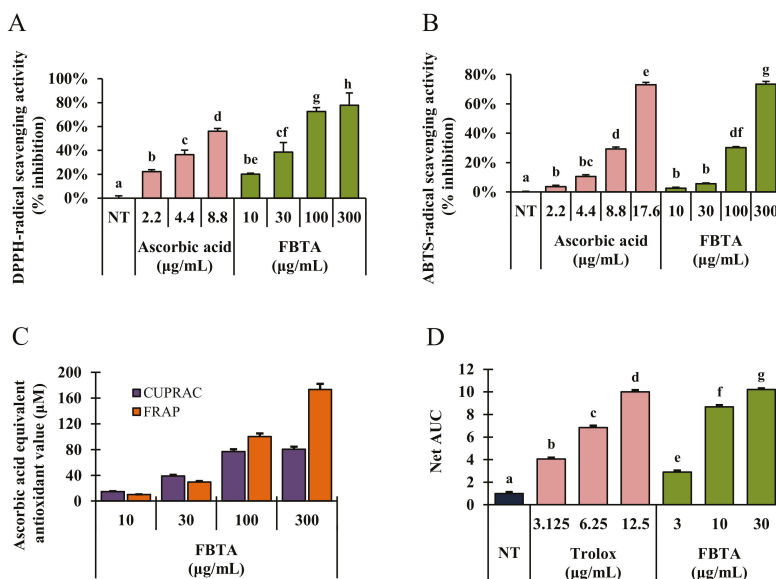 A
DPPH-radical scavenging activity
(% inhibition)
100%
80%
60%
40%
20%
0%
a
b
c
d
be
cf
g
h
NT
2.2
4.4
8.8
10
30
100
300
Ascorbic acid
(µg/mL)
FBTA
(µg/mL)
B
ABTS-radical scavenging activity
(% inhibition)
80%
60%
40%
20%
0%
a
b
bc
d
e
b
b
df
g
NT
2.2
4.4
8.8
17.6
10
30
100
300
Ascorbic acid
(µg/mL)
FBTA
(µg/mL)
C
Ascorbic acid equivalent
antioxidant value (µM)
200
160
120
80
40
0
CUPRAC
FRAP
10
30
100
300
FBTA
(µg/mL)
D
Net AUC
12
10
8
6
4
2
0
a
b
c
d
e
f
g
3.125
6.25
12.5
3
10
30
NT
Trolox
(µg/mL)
FBTA
(µg/mL)